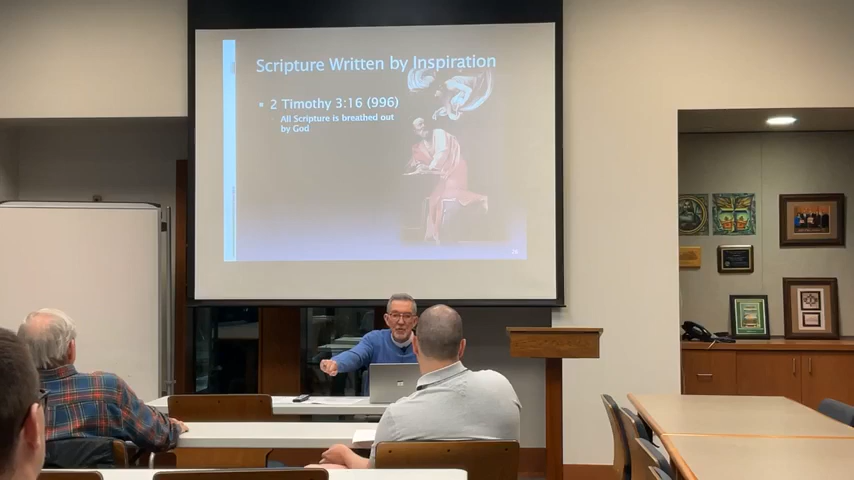 Scripture Written by Inspiration
2 Timothy 3:16 (996)
All Scripture is breathed out
by God